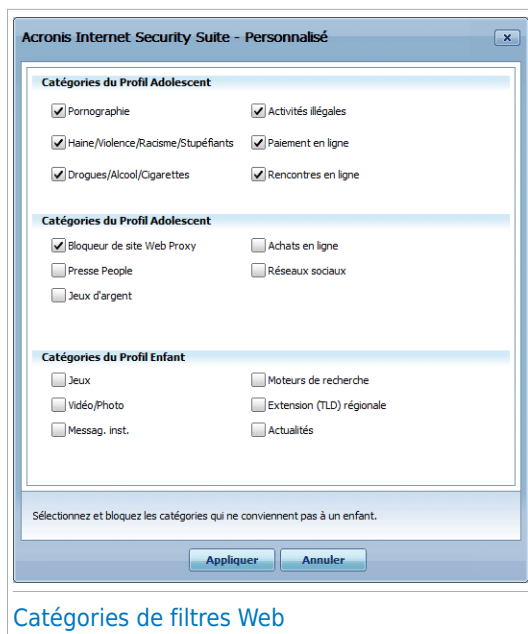 Acronis Internet Security Suite - Personnalisé
Catégories du Profil Adolescent
Pornographie
Activités illégales
Haine/Violence/Racisme/Stupéfiants
Paiement en ligne
Drogues/Alcool/Cigarettes
Rencontres en ligne
Catégories du Profil Adolescent
Bloqueur de site Web Proxy
Achats en ligne
Presse People
Réseaux sociaux
Jeux d'argent
Catégories du Profil Enfant
Jeux
Moteurs de recherche
Vidéo/Photo
Extension (TLD) régionale
Messag. inst.
Actualités
Sélectionnez et bloquez les catégories qui ne conviennent pas à un enfant.
Appliquer
Annuler
Catégories de filtres Web